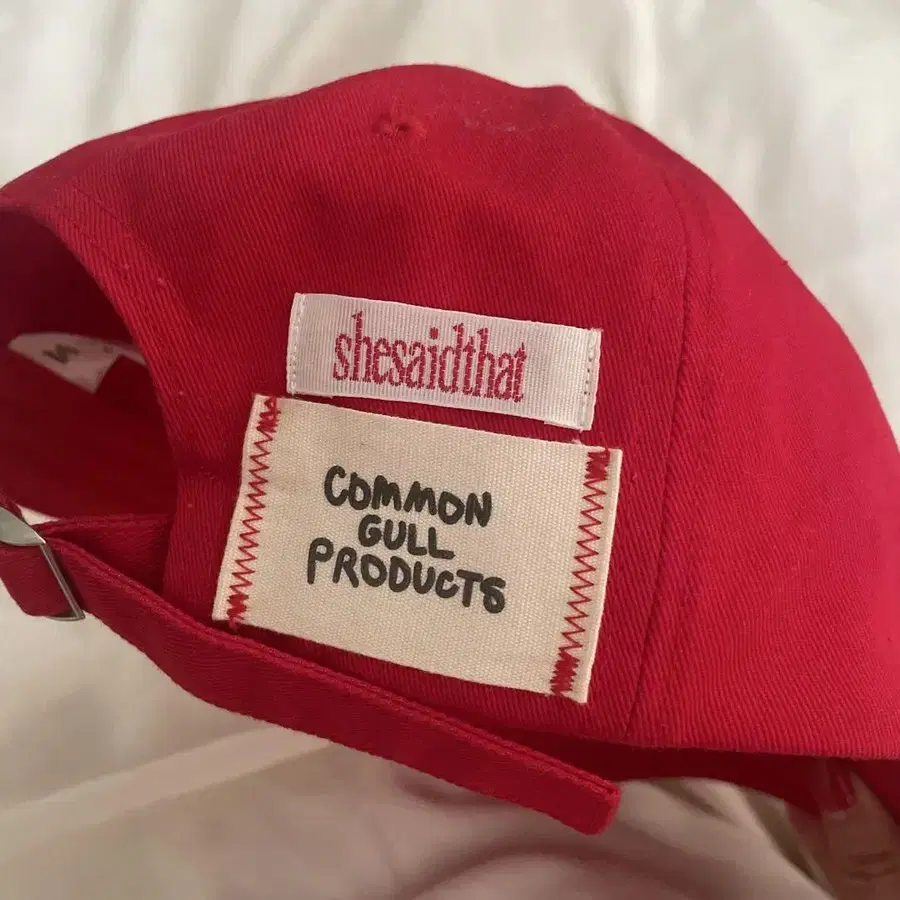 shesaidthat
COMMON
GULL
PRODUCTS